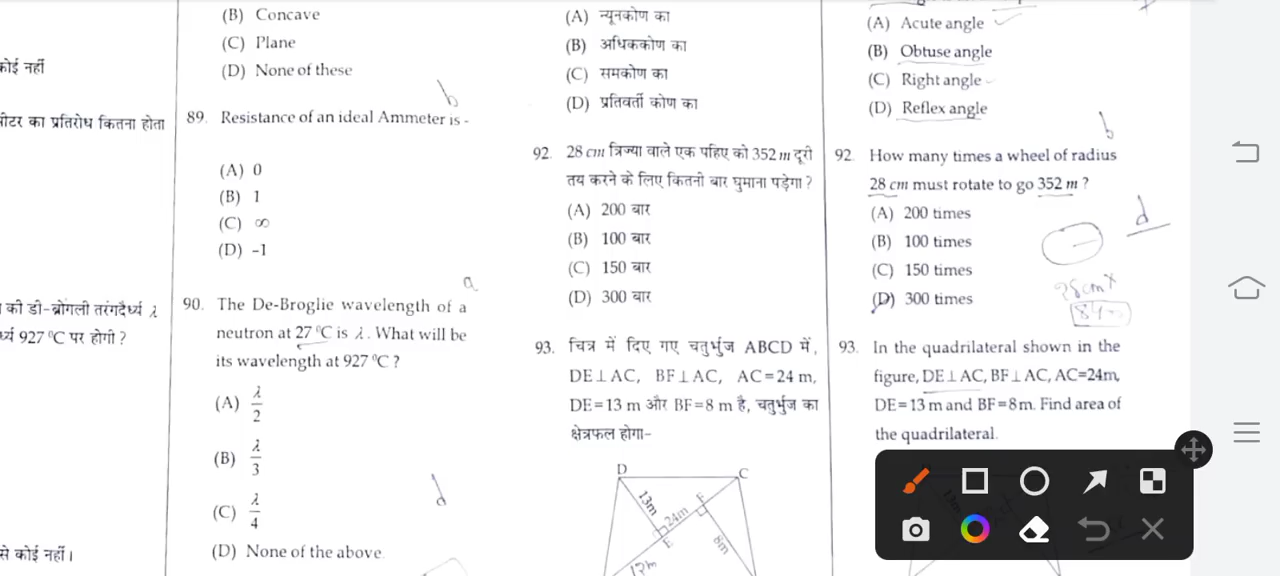 कोई नहीं
मीटर का प्रतिरोध कितना होता
की डी-ब्रोगली तरंगदैर्ध्य λ
र्ध्य 927 °C पर होगी ?
से कोई नहीं।
(B) Concave
(C) Plane
(D) None of these
b
89. Resistance of an ideal Ammeter is -
(A) 0
(B) 1
(C) ∞
(D) -1
a
90. The De-Broglie wavelength of a
neutron at 27 °C is λ. What will be
its wavelength at 927 °C ?
(A) λ/2
(B) λ/3
(C) λ/4
d
(D) None of the above.
(A) न्यूनकोण का
(B) अधिककोण का
(C) समकोण का
(D) प्रतिवर्ती कोण का
92. 28 cm त्रिज्या वाले एक पहिए को 352 m दूरी
तय करने के लिए कितनी बार घुमाना पड़ेगा ?
(A) 200 बार
(B) 100 बार
(C) 150 बार
(D) 300 बार
93. चित्र में दिए गए चतुर्भुज ABCD में,
DE⊥AC, BF⊥AC, AC=24 m,
DE=13 m और BF=8 m है, चतुर्भुज का
क्षेत्रफल होगा-
D C
13m 24m F
E 8m
(A) Acute angle
(B) Obtuse angle
(C) Right angle
(D) Reflex angle
b
92. How many times a wheel of radius
28 cm must rotate to go 352 m ?
(A) 200 times
d
(B) 100 times
(C) 150 times
(D) 300 times
93. In the quadrilateral shown in the
figure, DE⊥AC, BF⊥AC, AC=24m,
DE=13 m and BF=8m. Find area of
the quadrilateral.